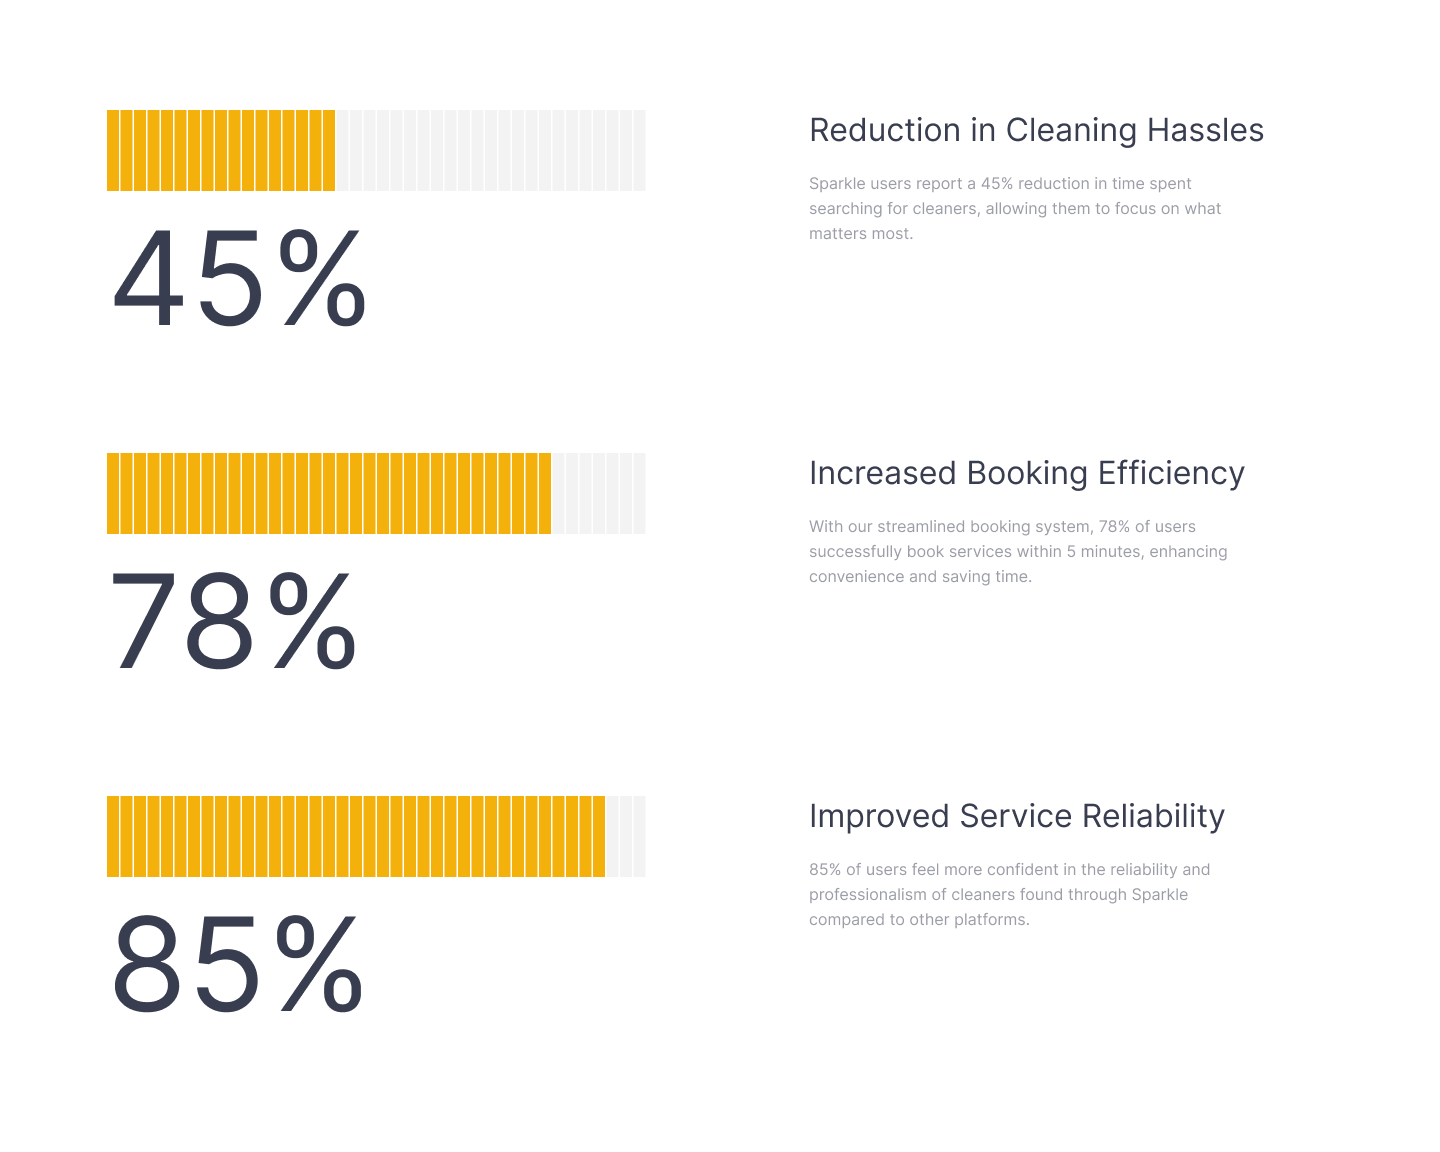 45%
Reduction in Cleaning Hassles
Sparkle users report a 45% reduction in time spent
searching for cleaners, allowing them to focus on what
matters most.
78%
Increased Booking Efficiency
With our streamlined booking system, 78% of users
successfully book services within 5 minutes, enhancing
convenience and saving time.
85%
Improved Service Reliability
85% of users feel more confident in the reliability and
professionalism of cleaners found through Sparkle
compared to other platforms.